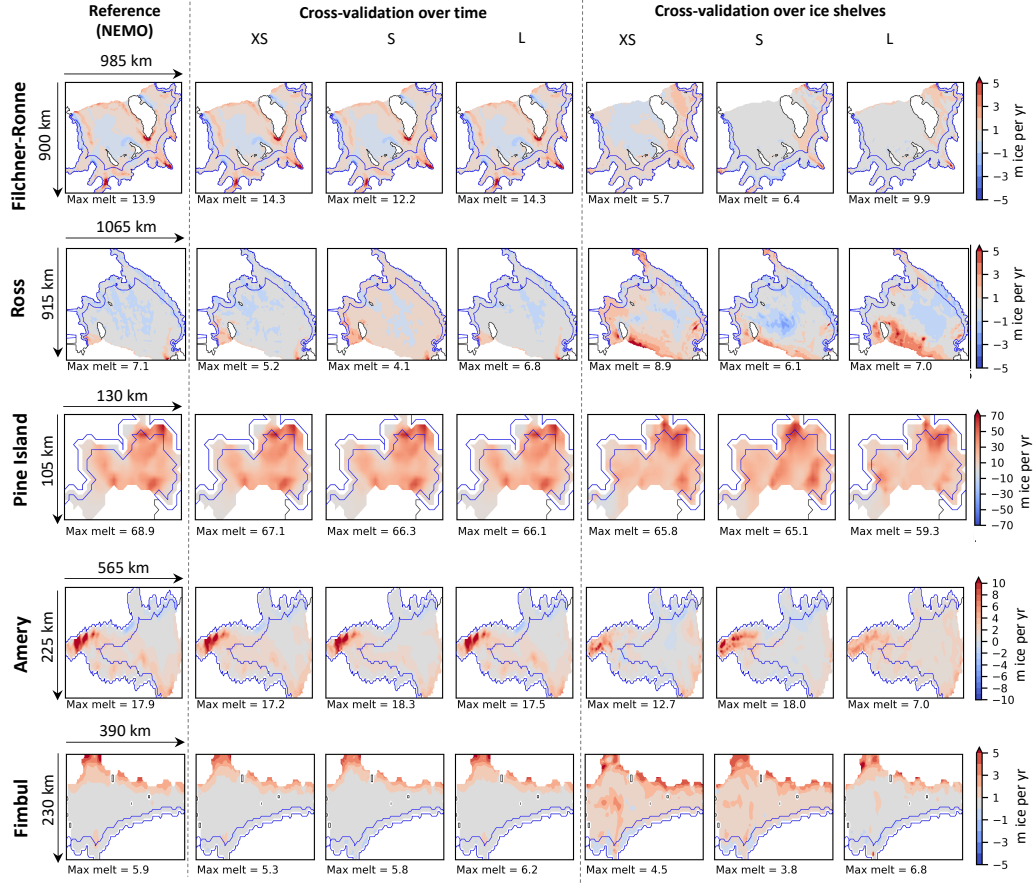 Reference
(NEMO)
Cross-validation over time
Cross-validation over ice shelves
XS
S
L
XS
S
L
985 km
Filchner-Ronne
900 km
5
3
1
−1
−3
−5
m ice per yr
Max melt = 13.9
Max melt = 14.3
Max melt = 12.2
Max melt = 14.3
Max melt = 5.7
Max melt = 6.4
Max melt = 9.9
1065 km
Ross
915 km
5
3
1
−1
−3
−5
m ice per yr
Max melt = 7.1
Max melt = 5.2
Max melt = 4.1
Max melt = 6.8
Max melt = 8.9
Max melt = 6.1
Max melt = 7.0
130 km
Pine Island
105 km
70
50
30
10
−10
−30
−50
−70
m ice per yr
Max melt = 68.9
Max melt = 67.1
Max melt = 66.3
Max melt = 66.1
Max melt = 65.8
Max melt = 65.1
Max melt = 59.3
565 km
Amery
225 km
10
8
6
4
2
0
−2
−4
−6
−8
−10
m ice per yr
Max melt = 17.9
Max melt = 17.2
Max melt = 18.3
Max melt = 17.5
Max melt = 12.7
Max melt = 18.0
Max melt = 7.0
390 km
Fimbul
230 km
5
3
1
−1
−3
−5
m ice per yr
Max melt = 5.9
Max melt = 5.3
Max melt = 5.8
Max melt = 6.2
Max melt = 4.5
Max melt = 3.8
Max melt = 6.8